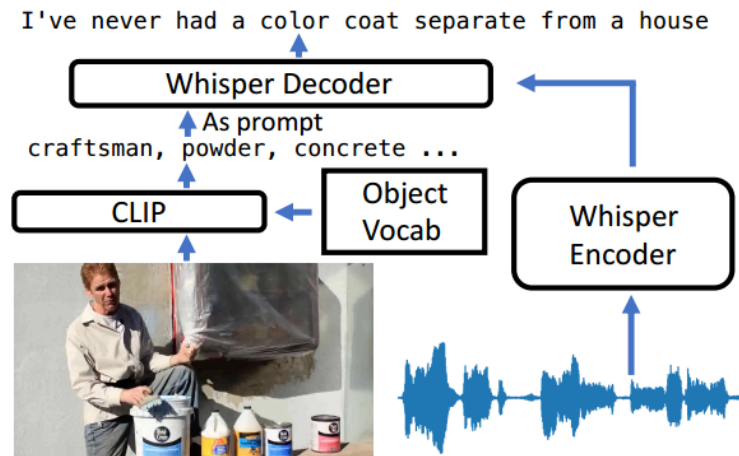 I've never had a color coat separate from a house
Whisper Decoder
As prompt
craftsman, powder, concrete ...
CLIP
Object
Vocab
Whisper
Encoder